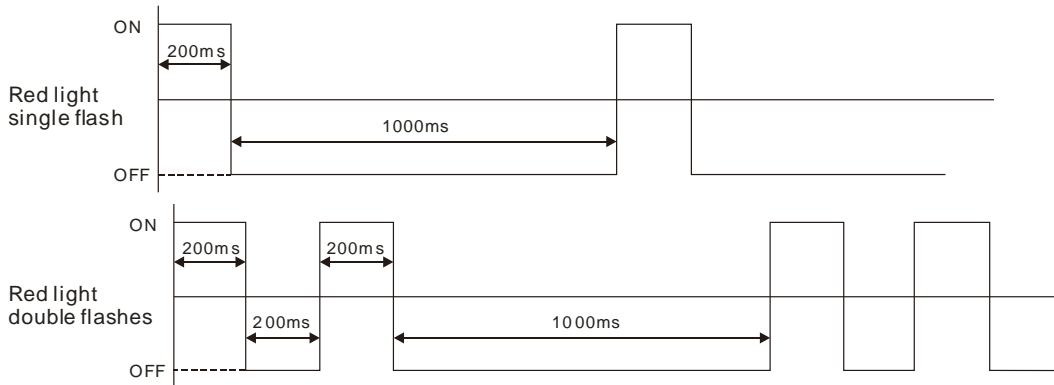 ON
200ms
Red light
single flash
1000ms
OFF
ON
200ms
200ms
Red light
double flashes
200ms
1000ms
OFF